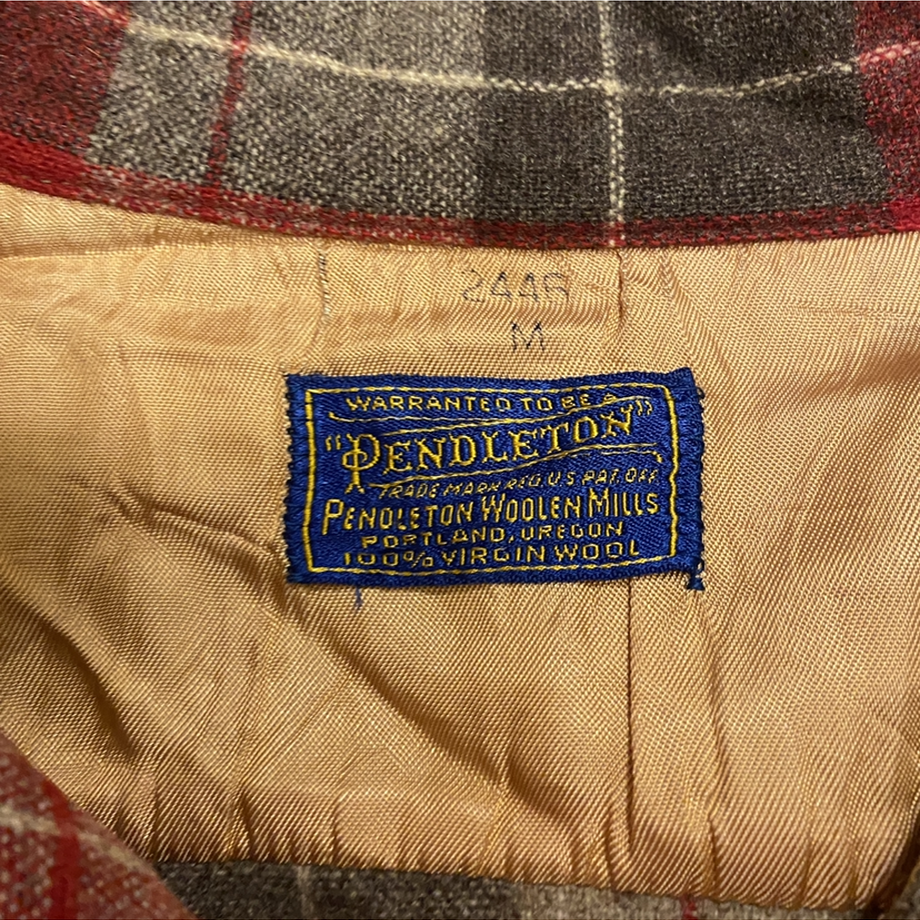 2446
M
WARRANTED TO BE A
"PENDLETON"
TRADE MARK REG U.S. PAT. OFF.
PENDLETON WOOLEN MILLS
PORTLAND, OREGON
100% VIRGIN WOOL